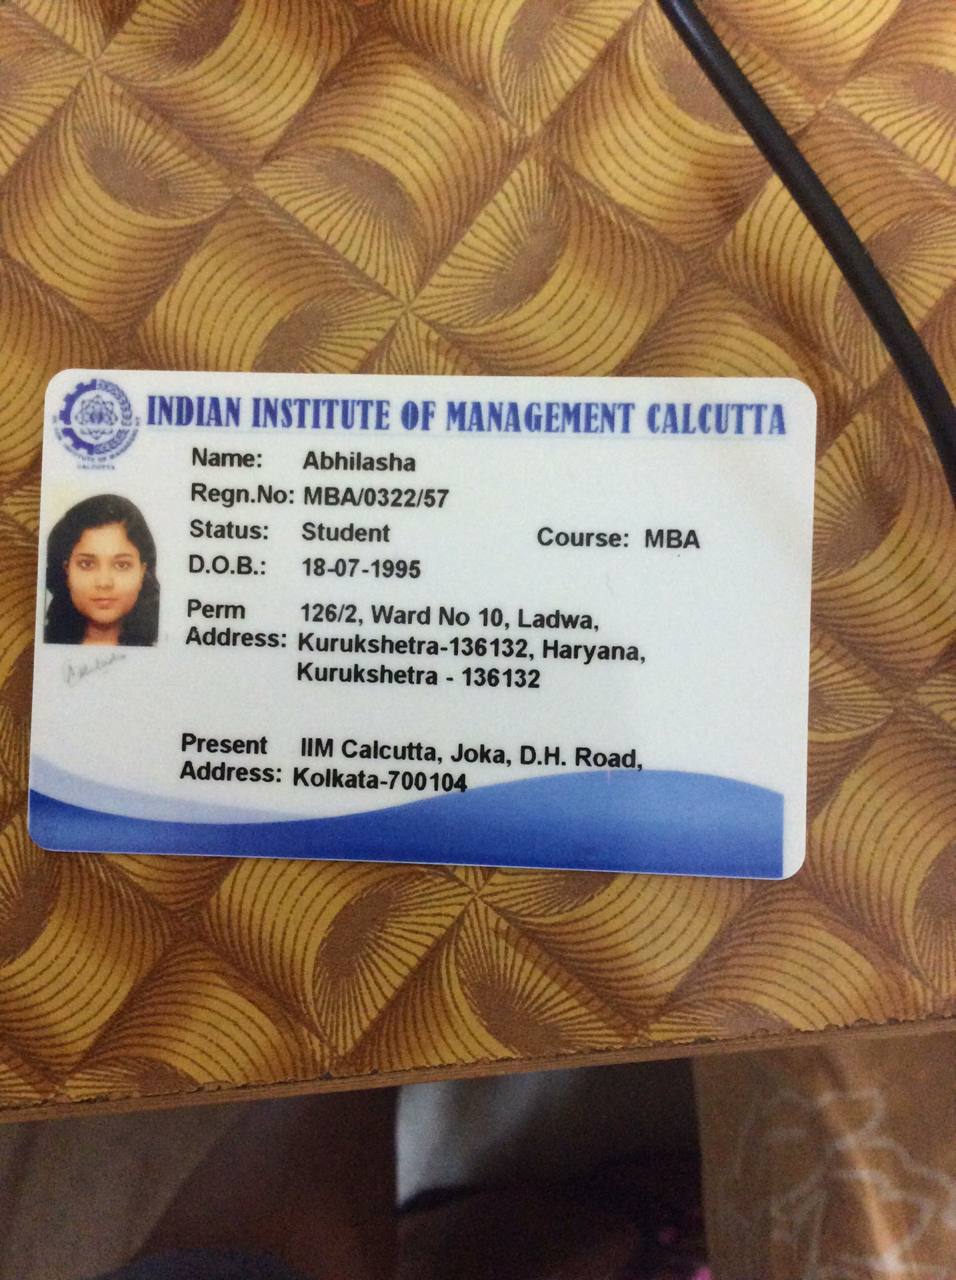 INDIAN INSTITUTE OF MANAGEMENT CALCUTTA
Name: Abhilasha
Regn.No: MBA/0322/57
Status: Student Course: MBA
D.O.B.: 18-07-1995
Perm 126/2, Ward No 10, Ladwa,
Address: Kurukshetra-136132, Haryana,
Kurukshetra - 136132
Present IIM Calcutta, Joka, D.H. Road,
Address: Kolkata-700104